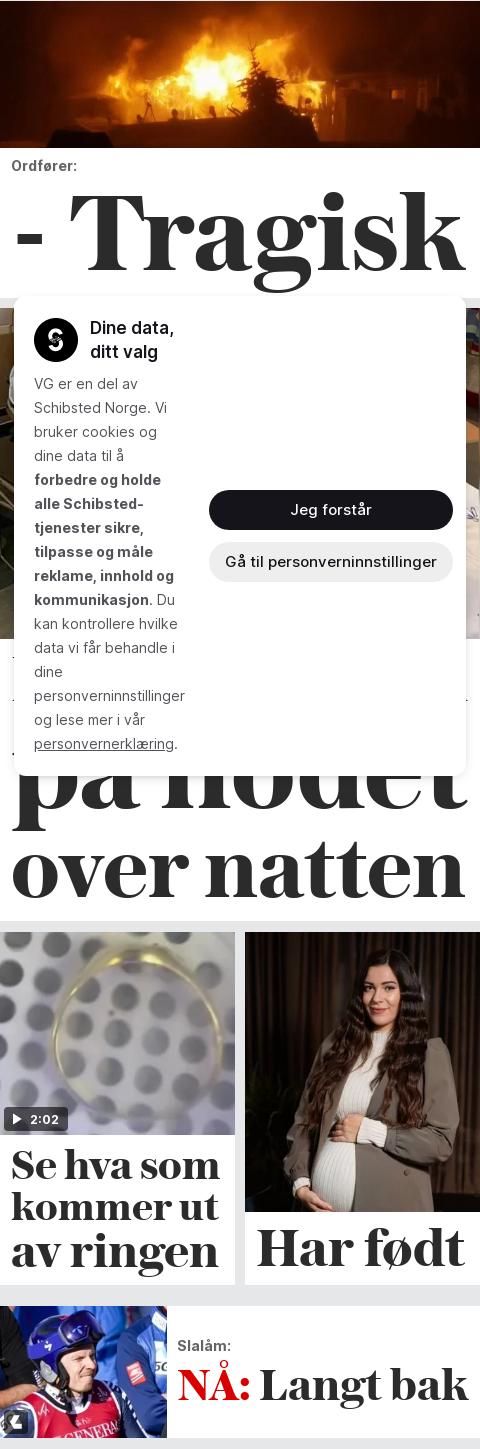 Ordfører:
- Tragisk
Dine data,
ditt valg
VG er en del av
Schibsted Norge. Vi
bruker cookies og
dine data til å
forbedre og holde
alle Schibsted-
tjenester sikre,
tilpasse og måle
reklame, innhold og
kommunikasjon. Du
kan kontrollere hvilke
data vi får behandle i
dine
personverninnstillinger
og lese mer i vår
personvernerklæring.
Jeg forstår
Gå til personverninnstillinger
på hodet
over natten
2:02
Se hva som
kommer ut
av ringen
Har født
Slalåm:
NÅ: Langt bak